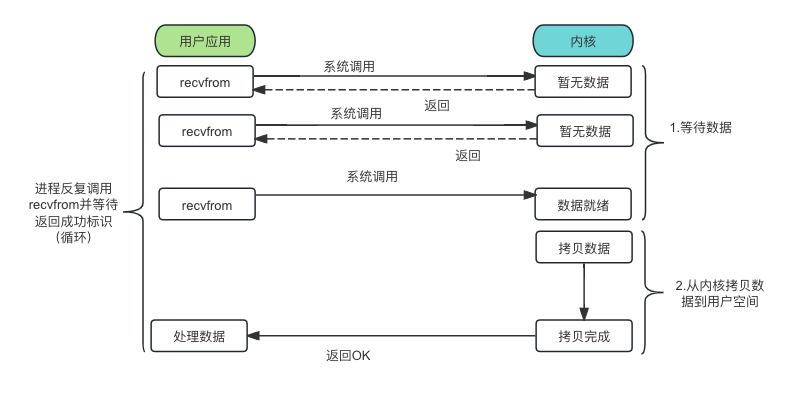 用户应用
内核
系统调用
recvfrom
暂无数据
返回
系统调用
recvfrom
暂无数据
1.等待数据
返回
系统调用
进程反复调用
recvfrom并等待
返回成功标识
(循环)
recvfrom
数据就绪
拷贝数据
2.从内核拷贝数
据到用户空间
处理数据
拷贝完成
返回OK